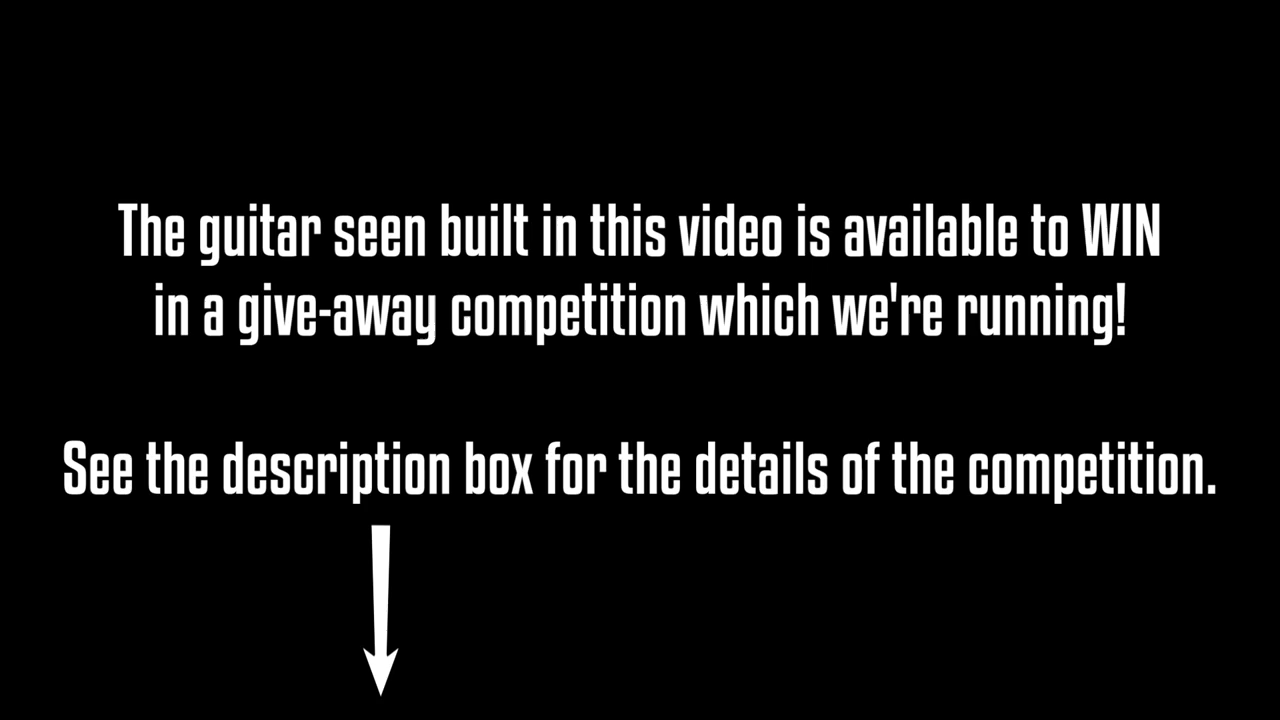 The guitar seen built in this video is available to WIN
in a give-away competition which we're running!
See the description box for the details of the competition.